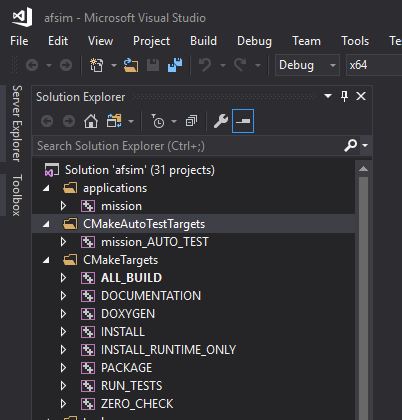 afsim - Microsoft Visual Studio
File Edit View Project Build Debug Team Tools Te
Debug x64
Server Explorer
Toolbox
Solution Explorer
Search Solution Explorer (Ctrl+;)
Solution 'afsim' (31 projects)
applications
mission
CMakeAutoTestTargets
mission_AUTO_TEST
CMakeTargets
ALL_BUILD
DOCUMENTATION
DOXYGEN
INSTALL
INSTALL_RUNTIME_ONLY
PACKAGE
RUN_TESTS
ZERO_CHECK